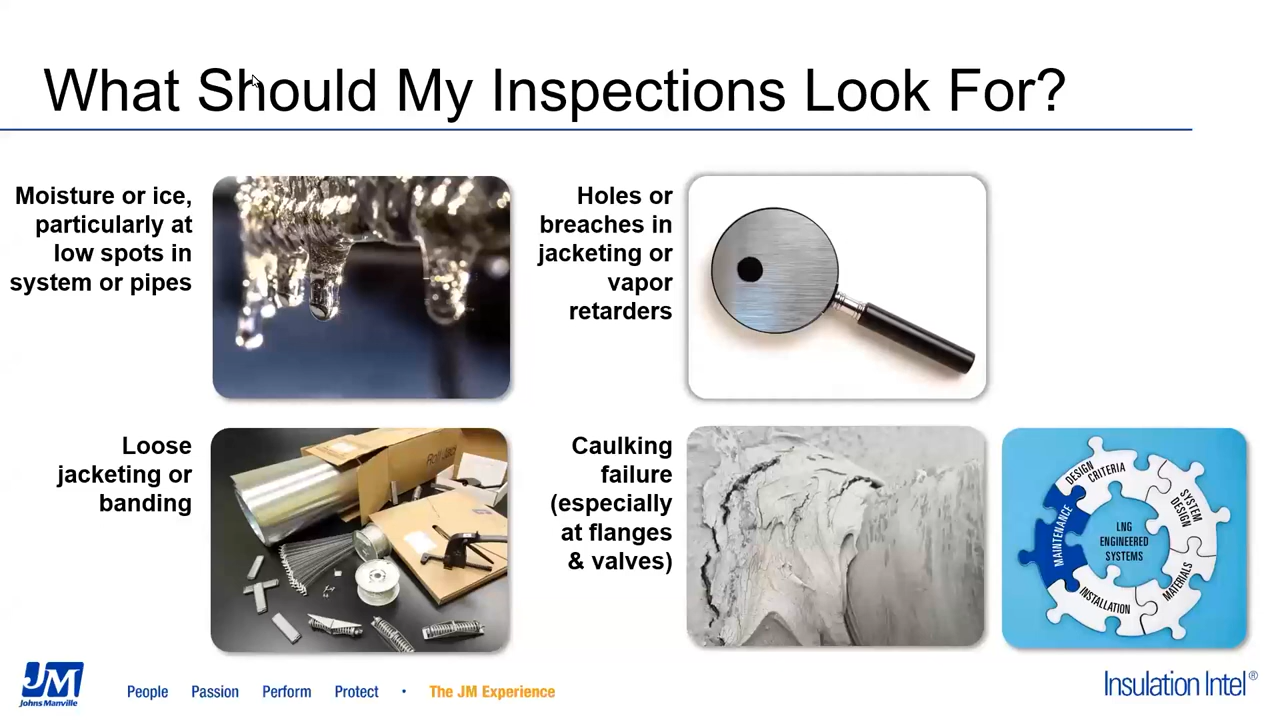 What Should My Inspections Look For?
Moisture or ice,
particularly at
low spots in
system or pipes
Holes or
breaches in
jacketing or
vapor
retarders
Loose
jacketing or
banding
Caulking
failure
(especially
at flanges
& valves)
DESIGN
CRITERIA
SYSTEM
DESIGN
MATERIALS
INSTALLATION
MAINTENANCE
LNG
ENGINEERED
SYSTEMS
JM
Johns Manville
People Passion Perform Protect • The JM Experience
Insulation Intel®